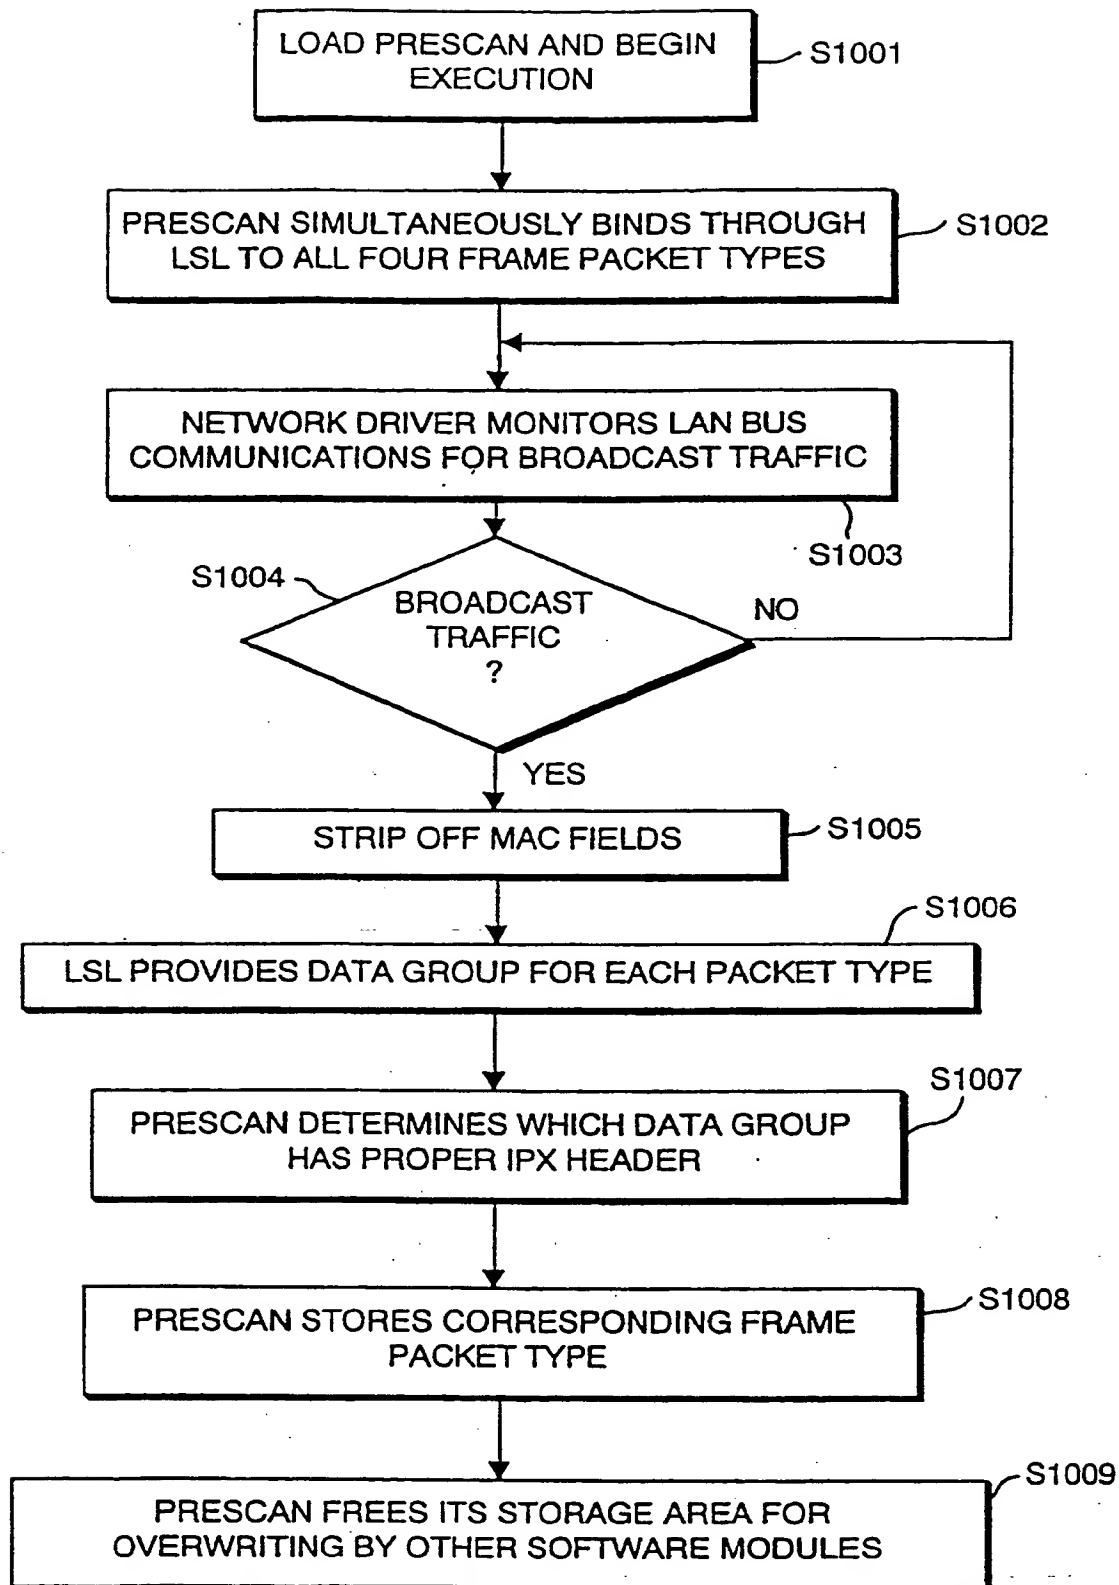 LOAD PRESCAN AND BEGIN
EXECUTION
S1001
PRESCAN SIMULTANEOUSLY BINDS THROUGH
LSL TO ALL FOUR FRAME PACKET TYPES
S1002
NETWORK DRIVER MONITORS LAN BUS
COMMUNICATIONS FOR BROADCAST TRAFFIC
S1003
S1004
BROADCAST
TRAFFIC
?
NO
YES
STRIP OFF MAC FIELDS
S1005
S1006
LSL PROVIDES DATA GROUP FOR EACH PACKET TYPE
S1007
PRESCAN DETERMINES WHICH DATA GROUP
HAS PROPER IPX HEADER
PRESCAN STORES CORRESPONDING FRAME
PACKET TYPE
S1008
PRESCAN FREES ITS STORAGE AREA FOR
OVERWRITING BY OTHER SOFTWARE MODULES
S1009